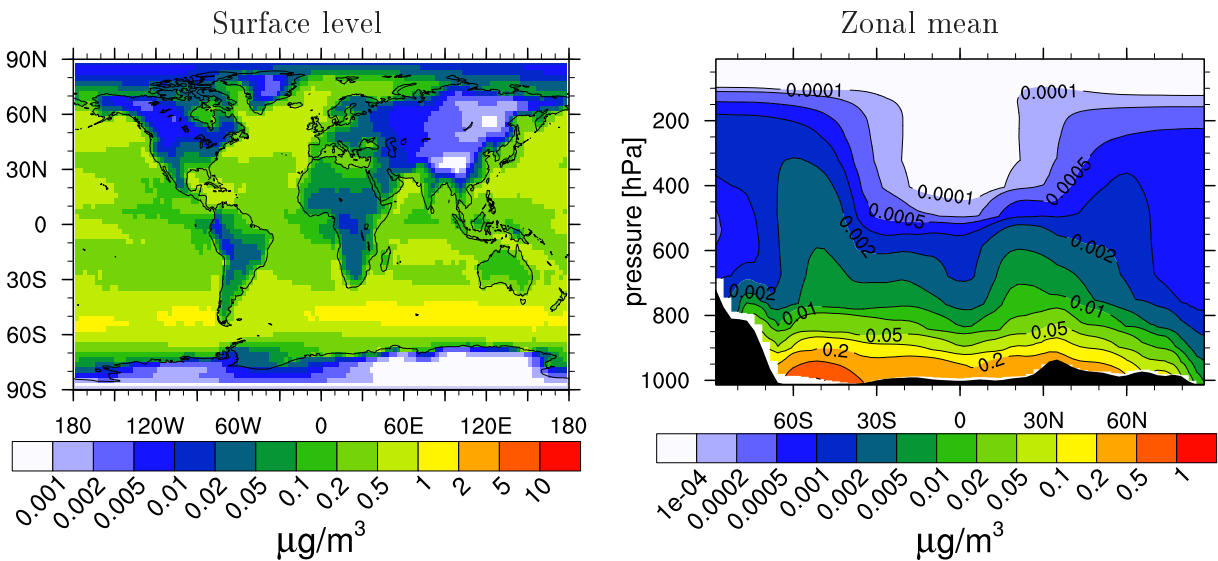 Surface level
90N
60N
30N
0
30S
60S
90S
180 120W 60W 0 60E 120E 180
0.001 0.002 0.005 0.01 0.02 0.05 0.1 0.2 0.5 1 2 5 10
μg/m³
Zonal mean
pressure [hPa]
200
400
600
800
1000
0.0001 0.0001
0.0001
0.0005 0.0005
0.002 0.002
0.002
0.01 0.01
0.05 0.05
0.2 0.2
60S 30S 0 30N 60N
1e-04 0.0002 0.0005 0.001 0.002 0.005 0.01 0.02 0.05 0.1 0.2 0.5 1
μg/m³